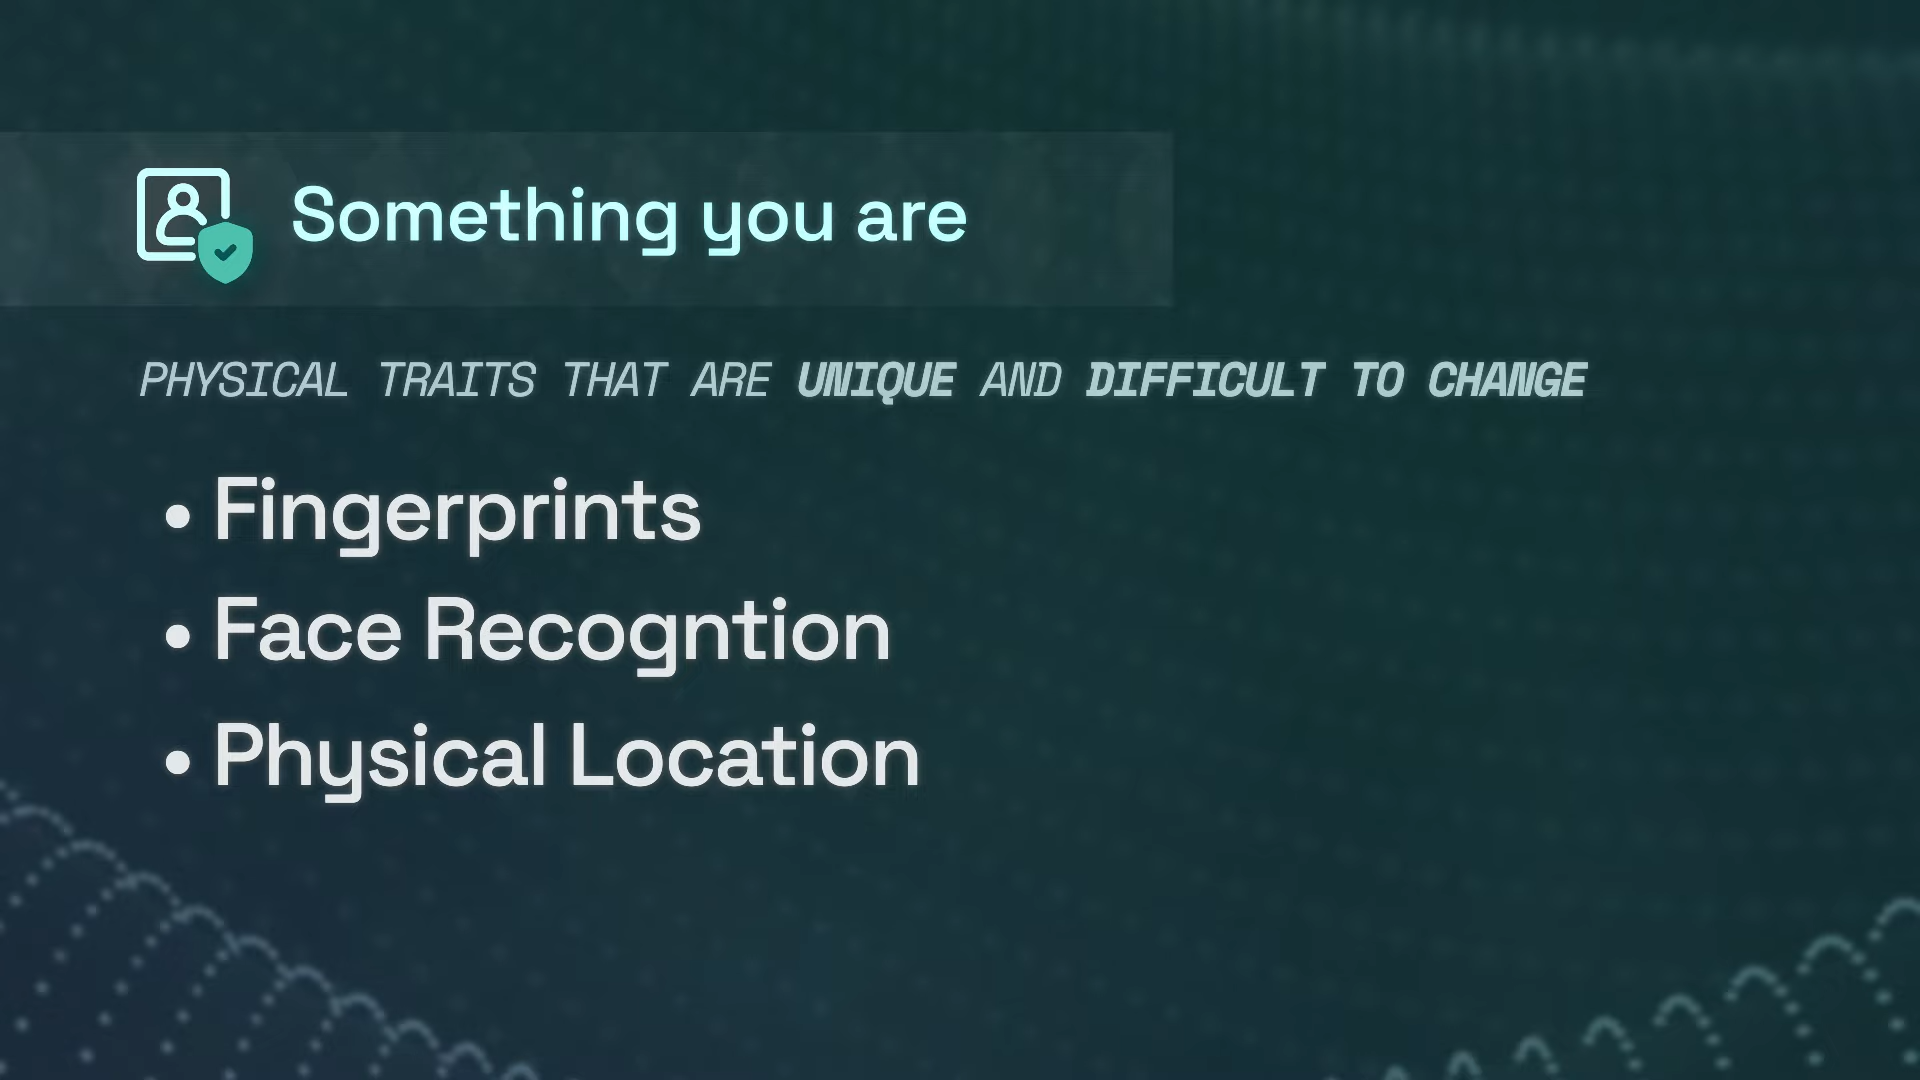 Something you are
PHYSICAL TRAITS THAT ARE UNIQUE AND DIFFICULT TO CHANGE
• Fingerprints
• Face Recogntion
• Physical Location